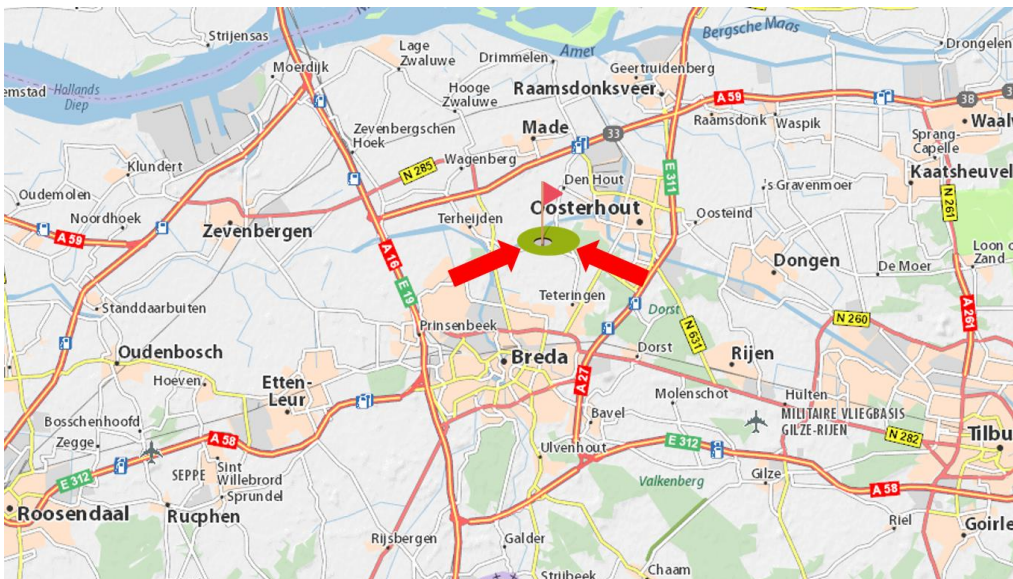 Strijensas
Lage
Zwaluwe
Drimmelen
Amer
Bergsche Maas
Drongelen
Moerdijk
Geertruidenberg
emstad
Hallands
Diep
Hooge
Zwaluwe
Raamsdonksveer
A 59
38
3
Raamsdonk
Waspik
Waalw
Zevenbergschen
Hoek
Made
33
Sprang-
Capelle
Klundert
N 285
Wagenberg
Kaatsheuvel
E 311
Den Hout
's Gravenmoer
Oudemolen
N 261
Noordhoek
Terheijden
Oosterhout
Oosteind
A 59
Zevenbergen
A 16
Loon o
Zand
Dongen
De Moer
E 19
Teteringen
Standdaarbuiten
Dorst
A 261
N 260
Prinsenbeek
N 631
Oudenbosch
Breda
Dorst
Rijen
Hoeven
Etten-
Leur
A 27
Molenschot
Hulten
Bosschenhoofd
Bavel
MILITAIRE VLIEGBASIS
GILZE-RIJEN
Zegge
A 58
Ulvenhout
E 312
N 282
Tilbu
E 312
SEPPE
Sint
Willebrord
Valkenberg
Gilze
Sprundel
A 58
Roosendaal
Rucphen
Riel
Goirle
Rijsbergen
Galder
Strijbeek
Chaam